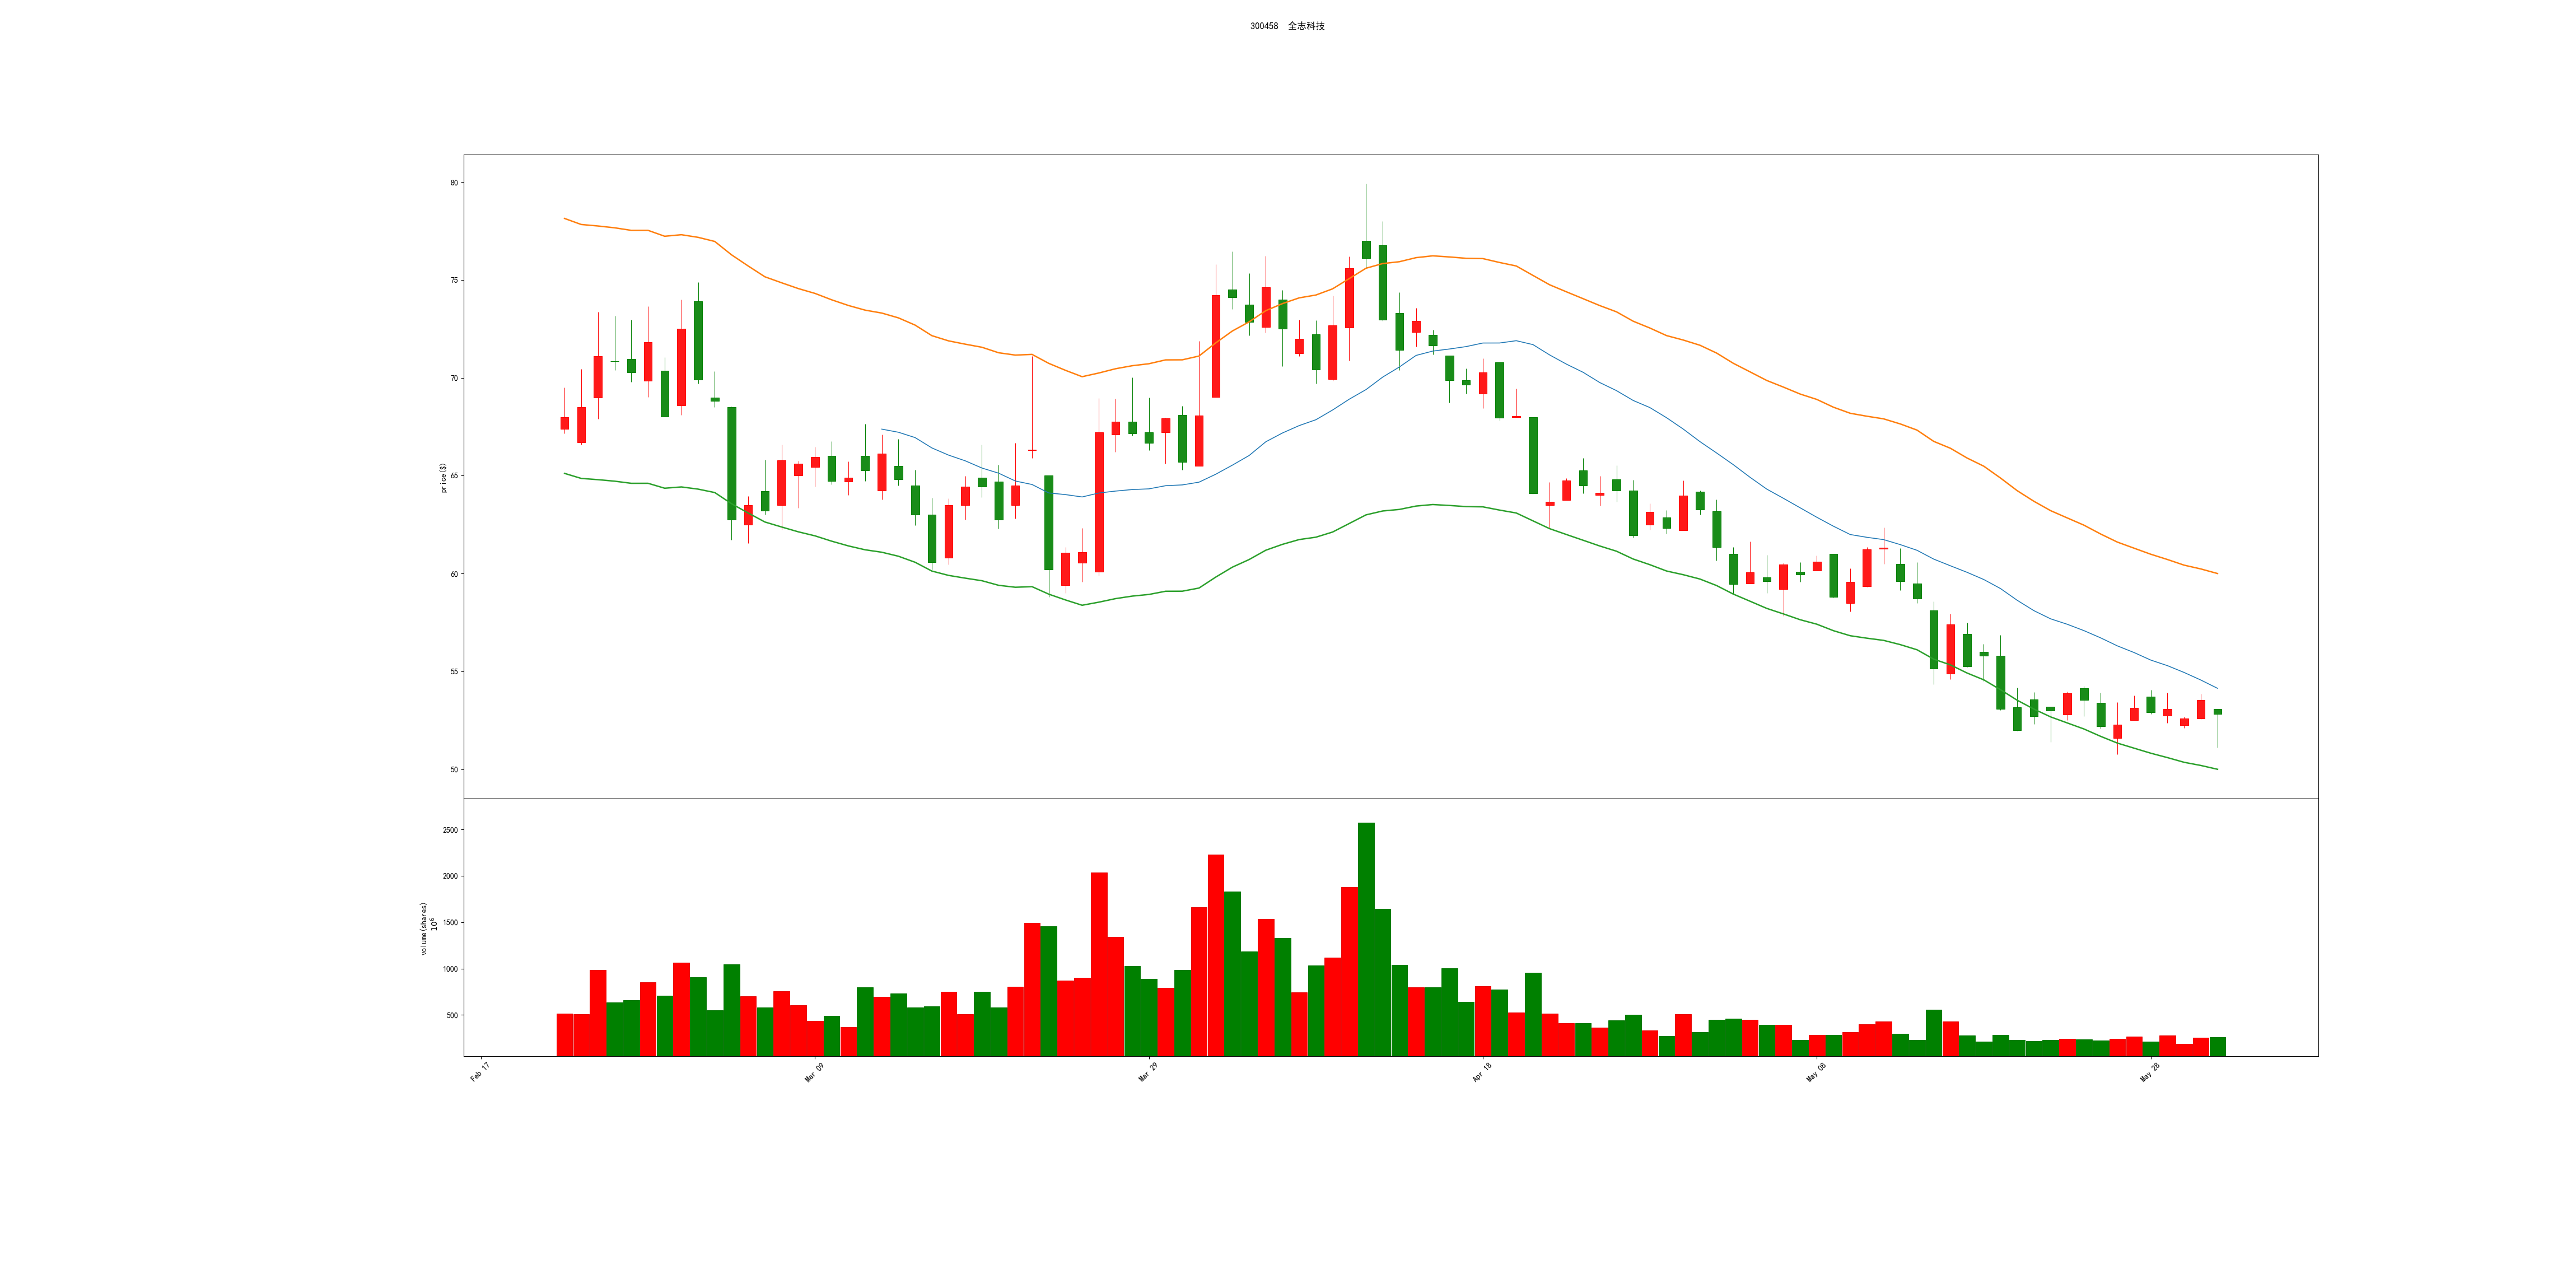 300458 全志科技
80
75
70
65
60
55
50
price($)
2500
2000
1500
1000
500
volume(shares)
10⁶
Feb 17
Mar 09
Mar 29
Apr 18
May 08
May 28